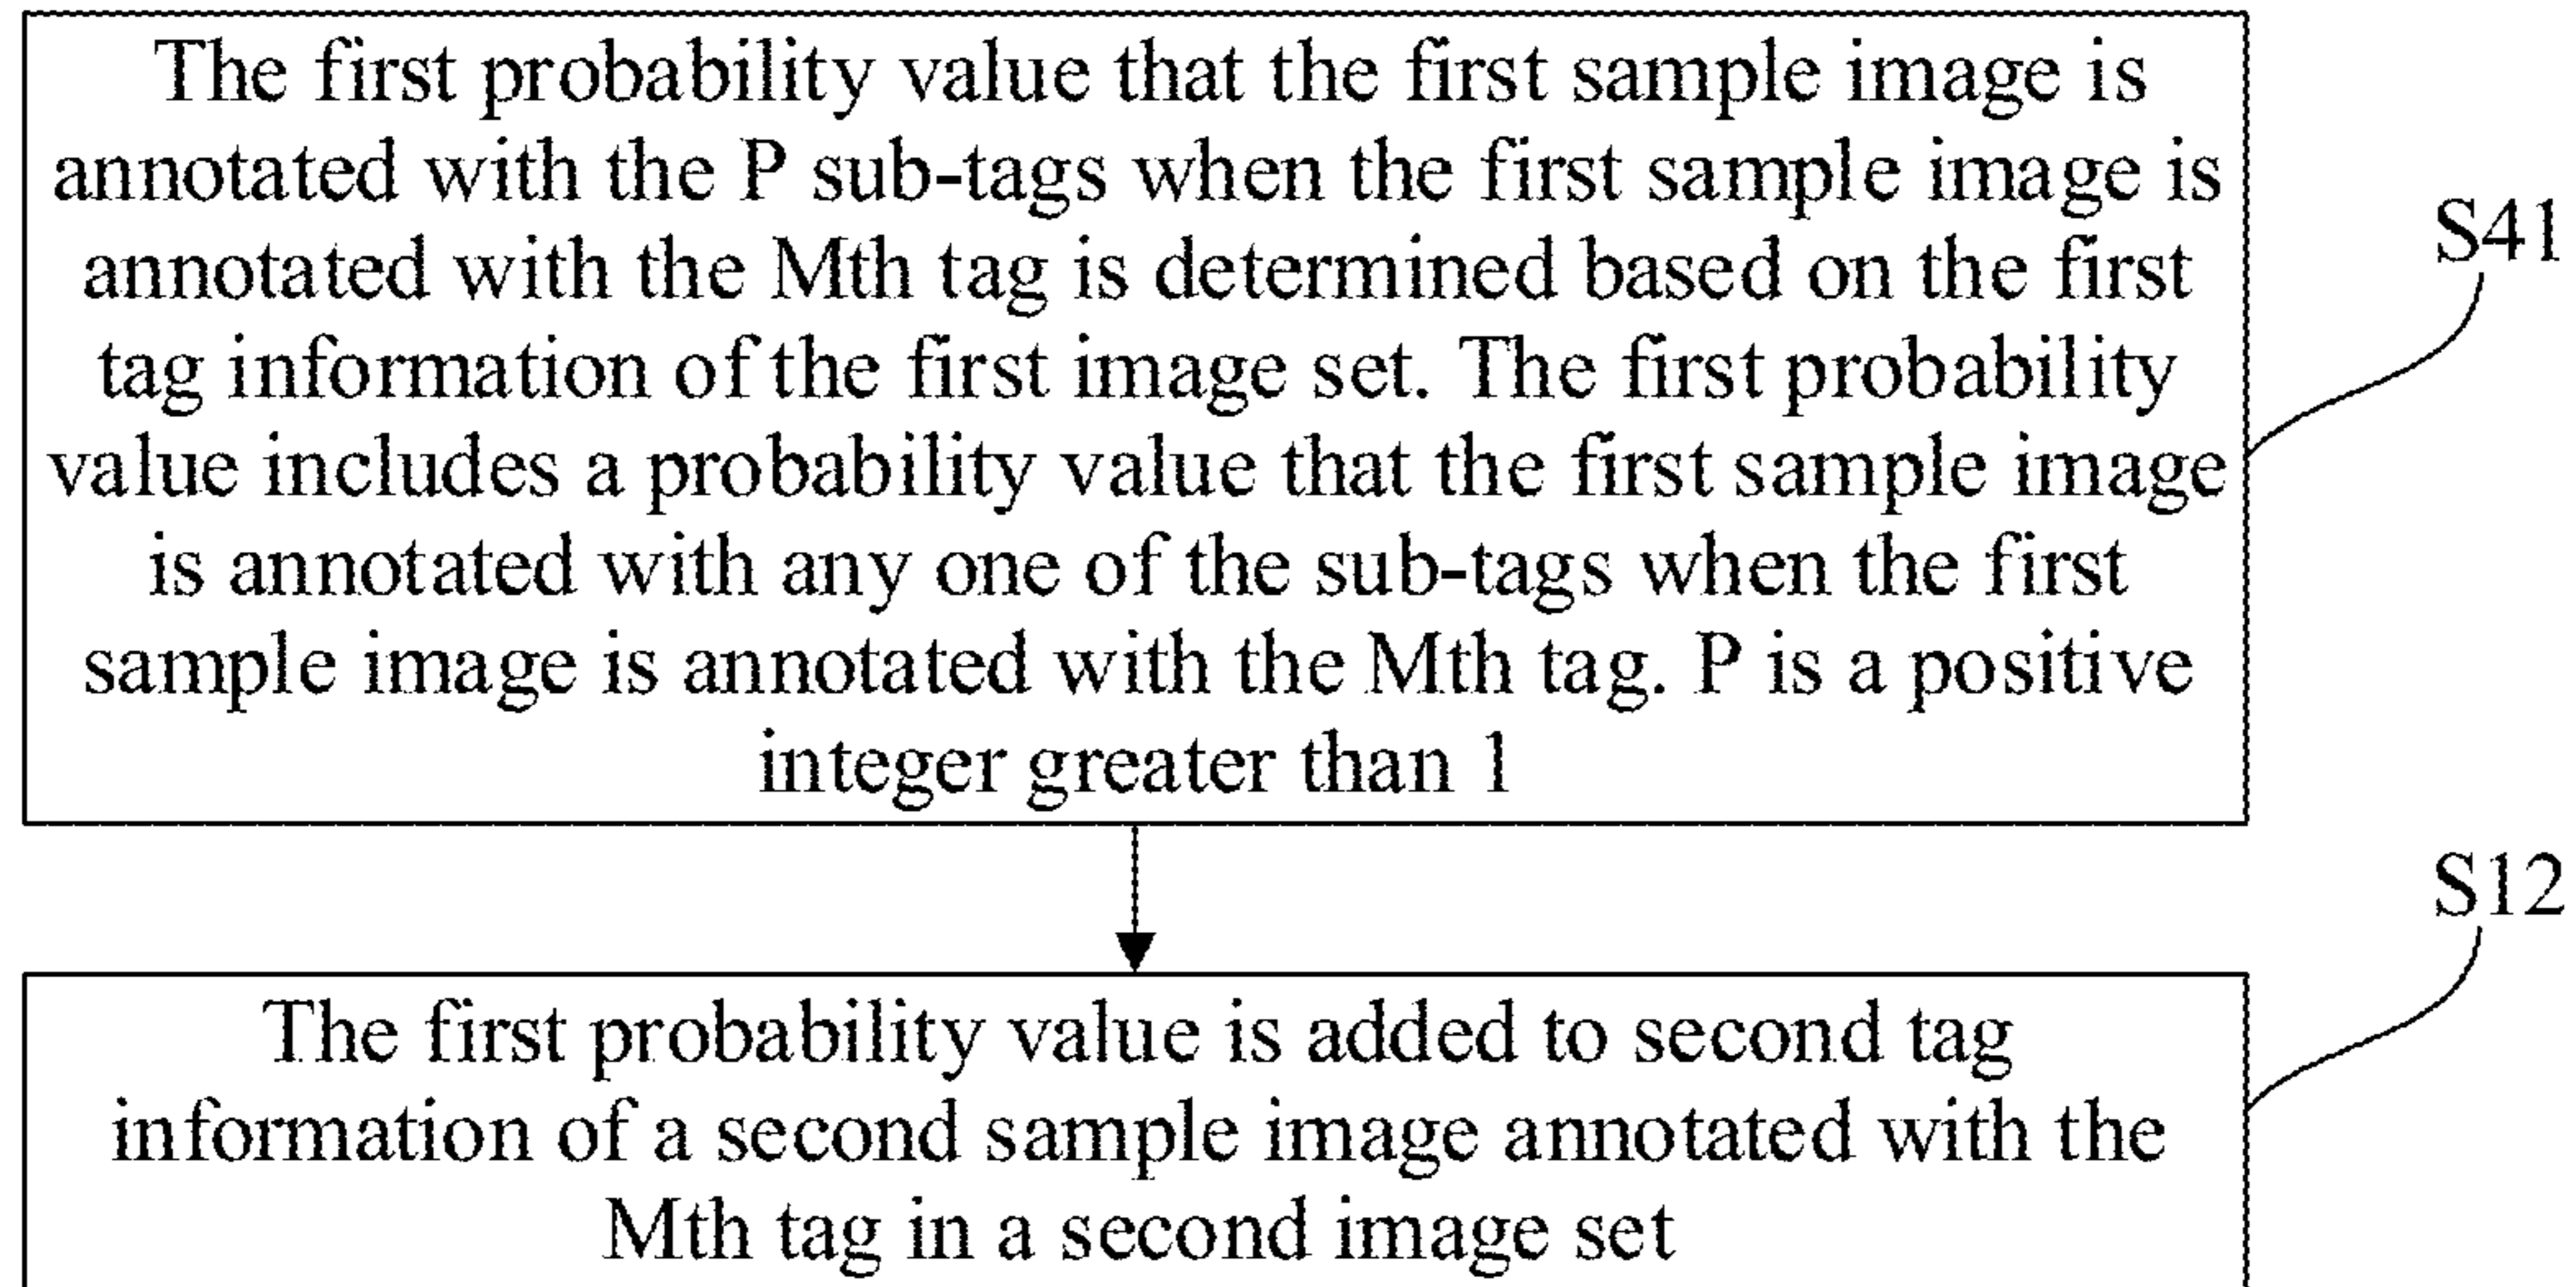 The first probability value that the first sample image is
annotated with the P sub-tags when the first sample image is
annotated with the Mth tag is determined based on the first
tag information of the first image set. The first probability
value includes a probability value that the first sample image
is annotated with any one of the sub-tags when the first
sample image is annotated with the Mth tag. P is a positive
integer greater than 1
S41
The first probability value is added to second tag
information of a second sample image annotated with the
Mth tag in a second image set
S12